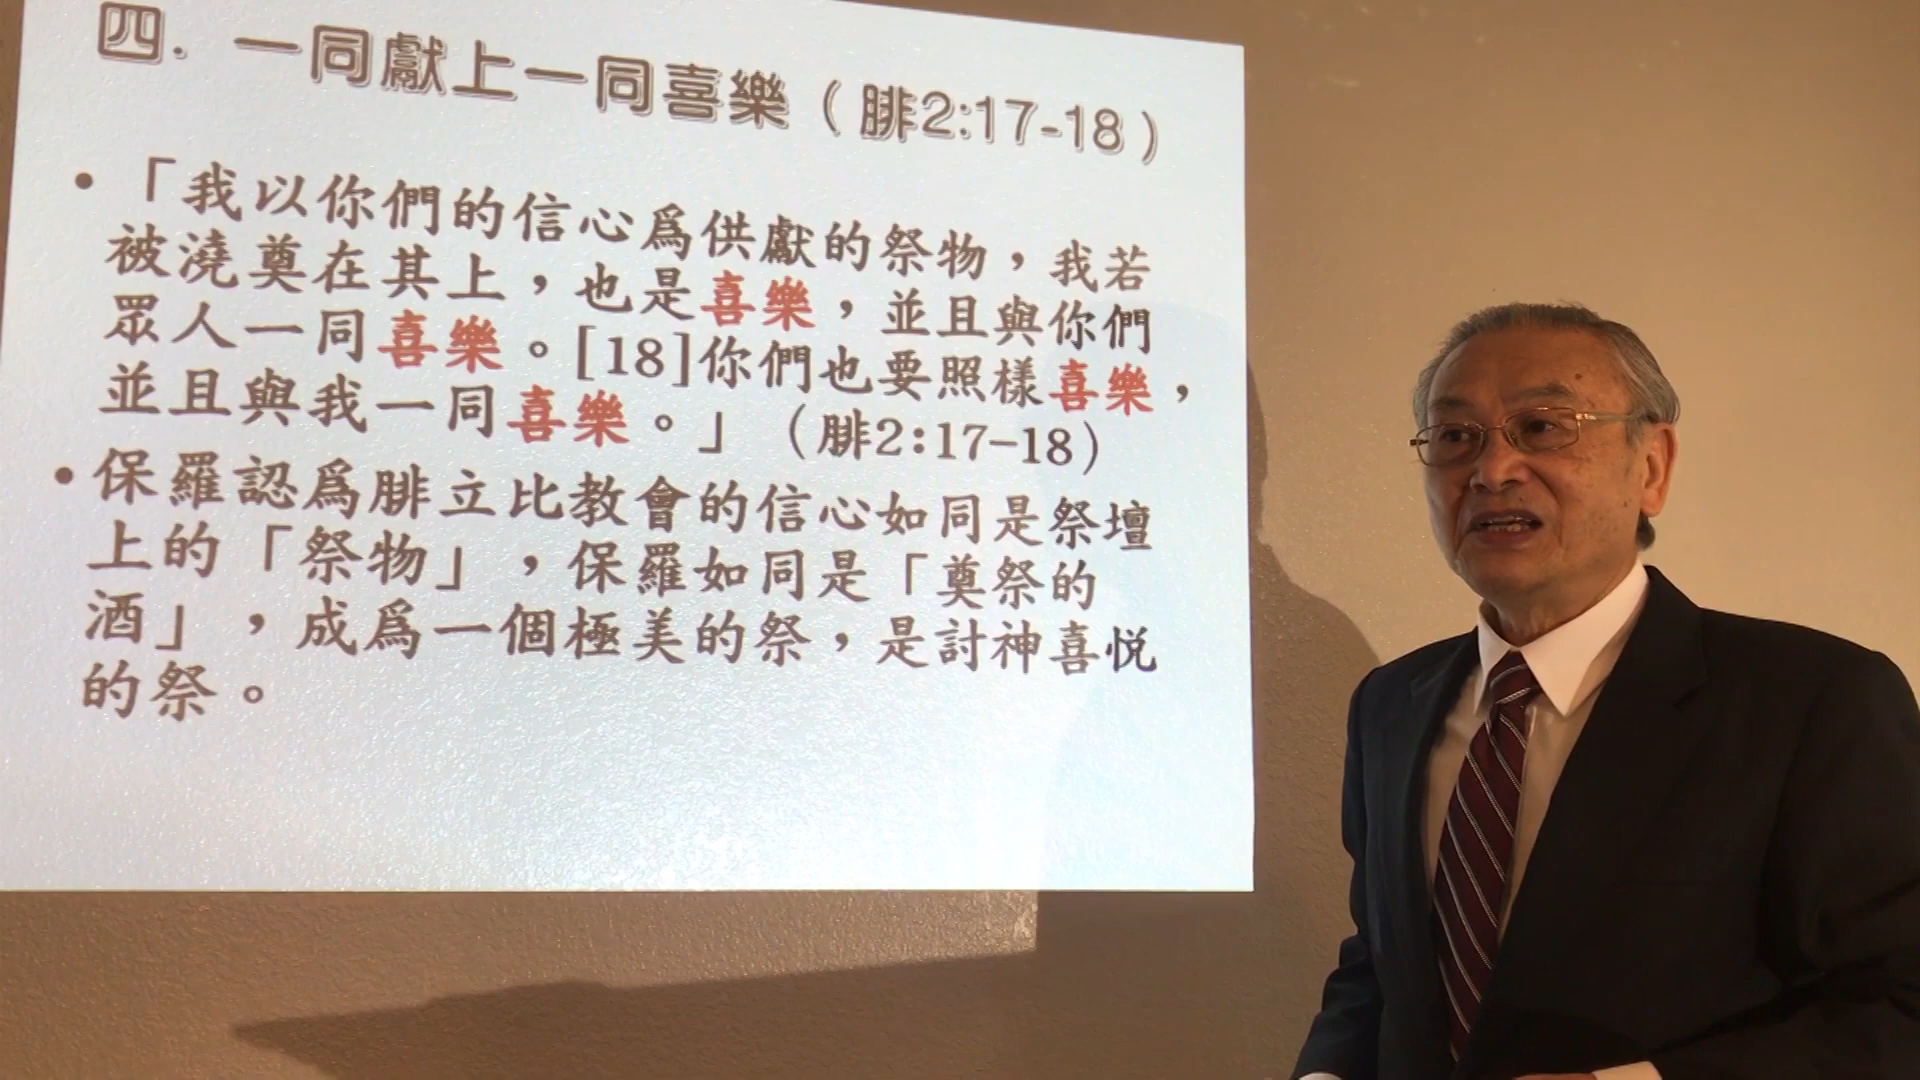 四．一同獻上一同喜樂（腓2:17-18）
•「我以你們的信心爲供獻的祭物，我若
被澆奠在其上，也是喜樂，並且與你們
眾人一同喜樂。[18]你們也要照樣喜樂，
並且與我一同喜樂。」（腓2:17-18）
•保羅認爲腓立比教會的信心如同是祭壇
上的「祭物」，保羅如同是「奠祭的
酒」，成爲一個極美的祭，是討神喜悅
的祭。